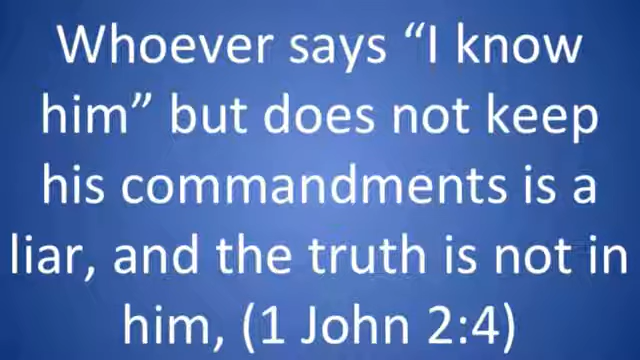 Whoever says “I know
him” but does not keep
his commandments is a
liar, and the truth is not in
him, (1 John 2:4)